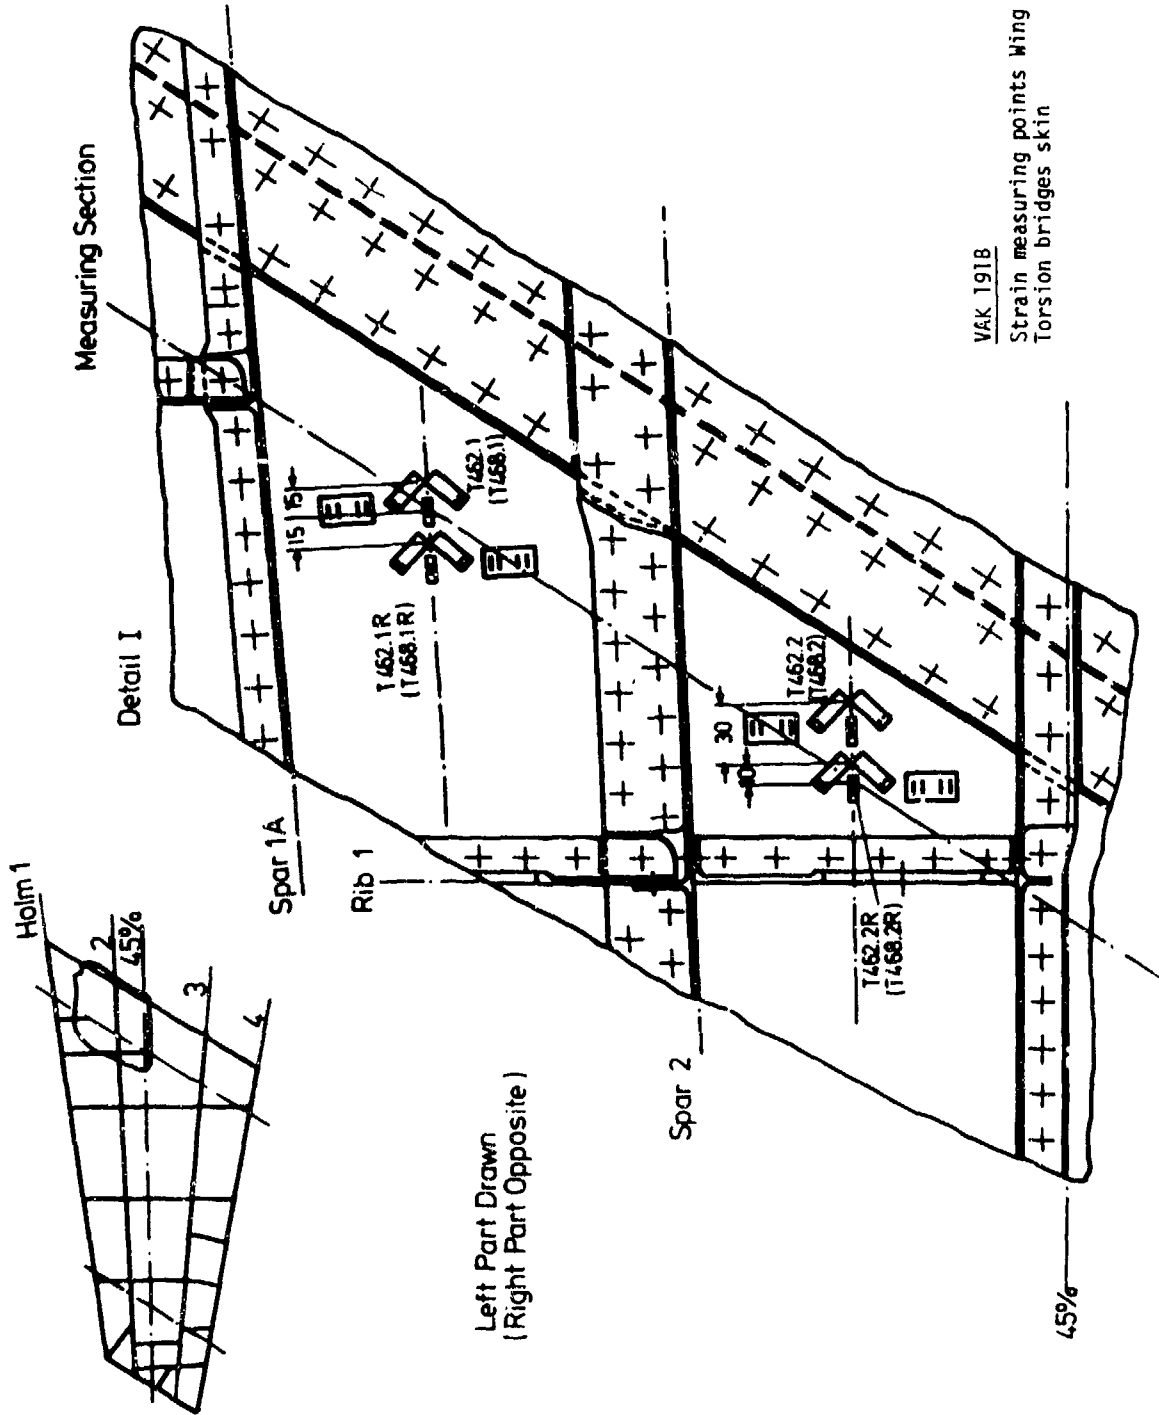 Holm 1
2
45%
3
4
Left Part Drawn
(Right Part Opposite)
Detail I
Measuring Section
Spar 1A
Rib 1
Spar 2
45%
15
15
T462.1R
(T468.1R)
T462.1
(T468.1)
30
10
T462.2
(T468.2)
T462.2R
(T468.2R)
VAK 191B
Strain measuring points Wing
Torsion bridges skin